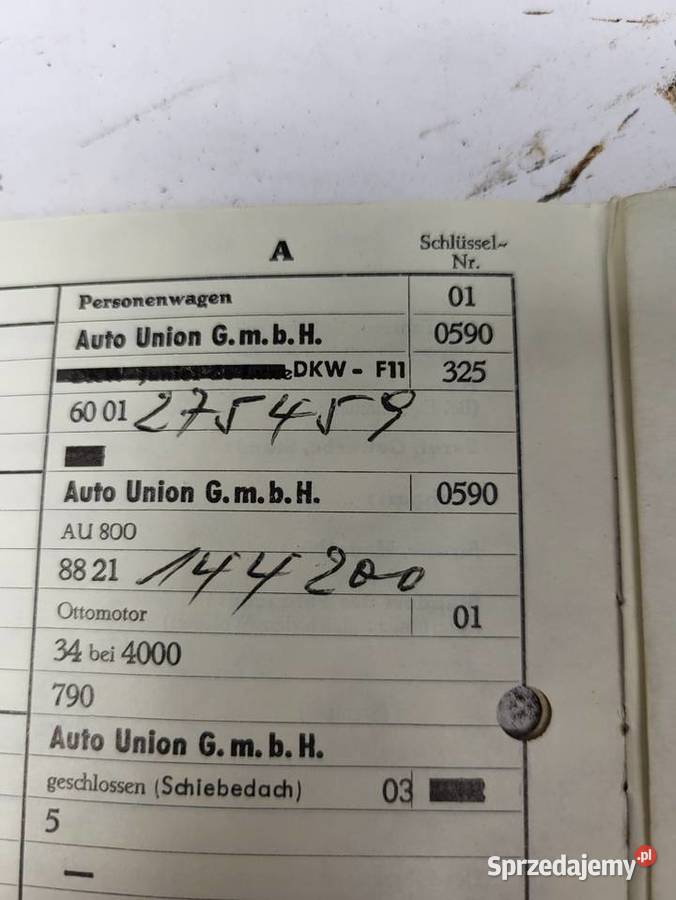 A
Schlüssel-
Nr.
Personenwagen 01
Auto Union G.m.b.H. 0590
DKW - F11 325
60 01 275459
Auto Union G.m.b.H. 0590
AU 800
88 21 144200
Ottomotor 01
34 bei 4000
790
Auto Union G.m.b.H.
geschlossen (Schiebedach) 03
5
—
Sprzedajemy.pl